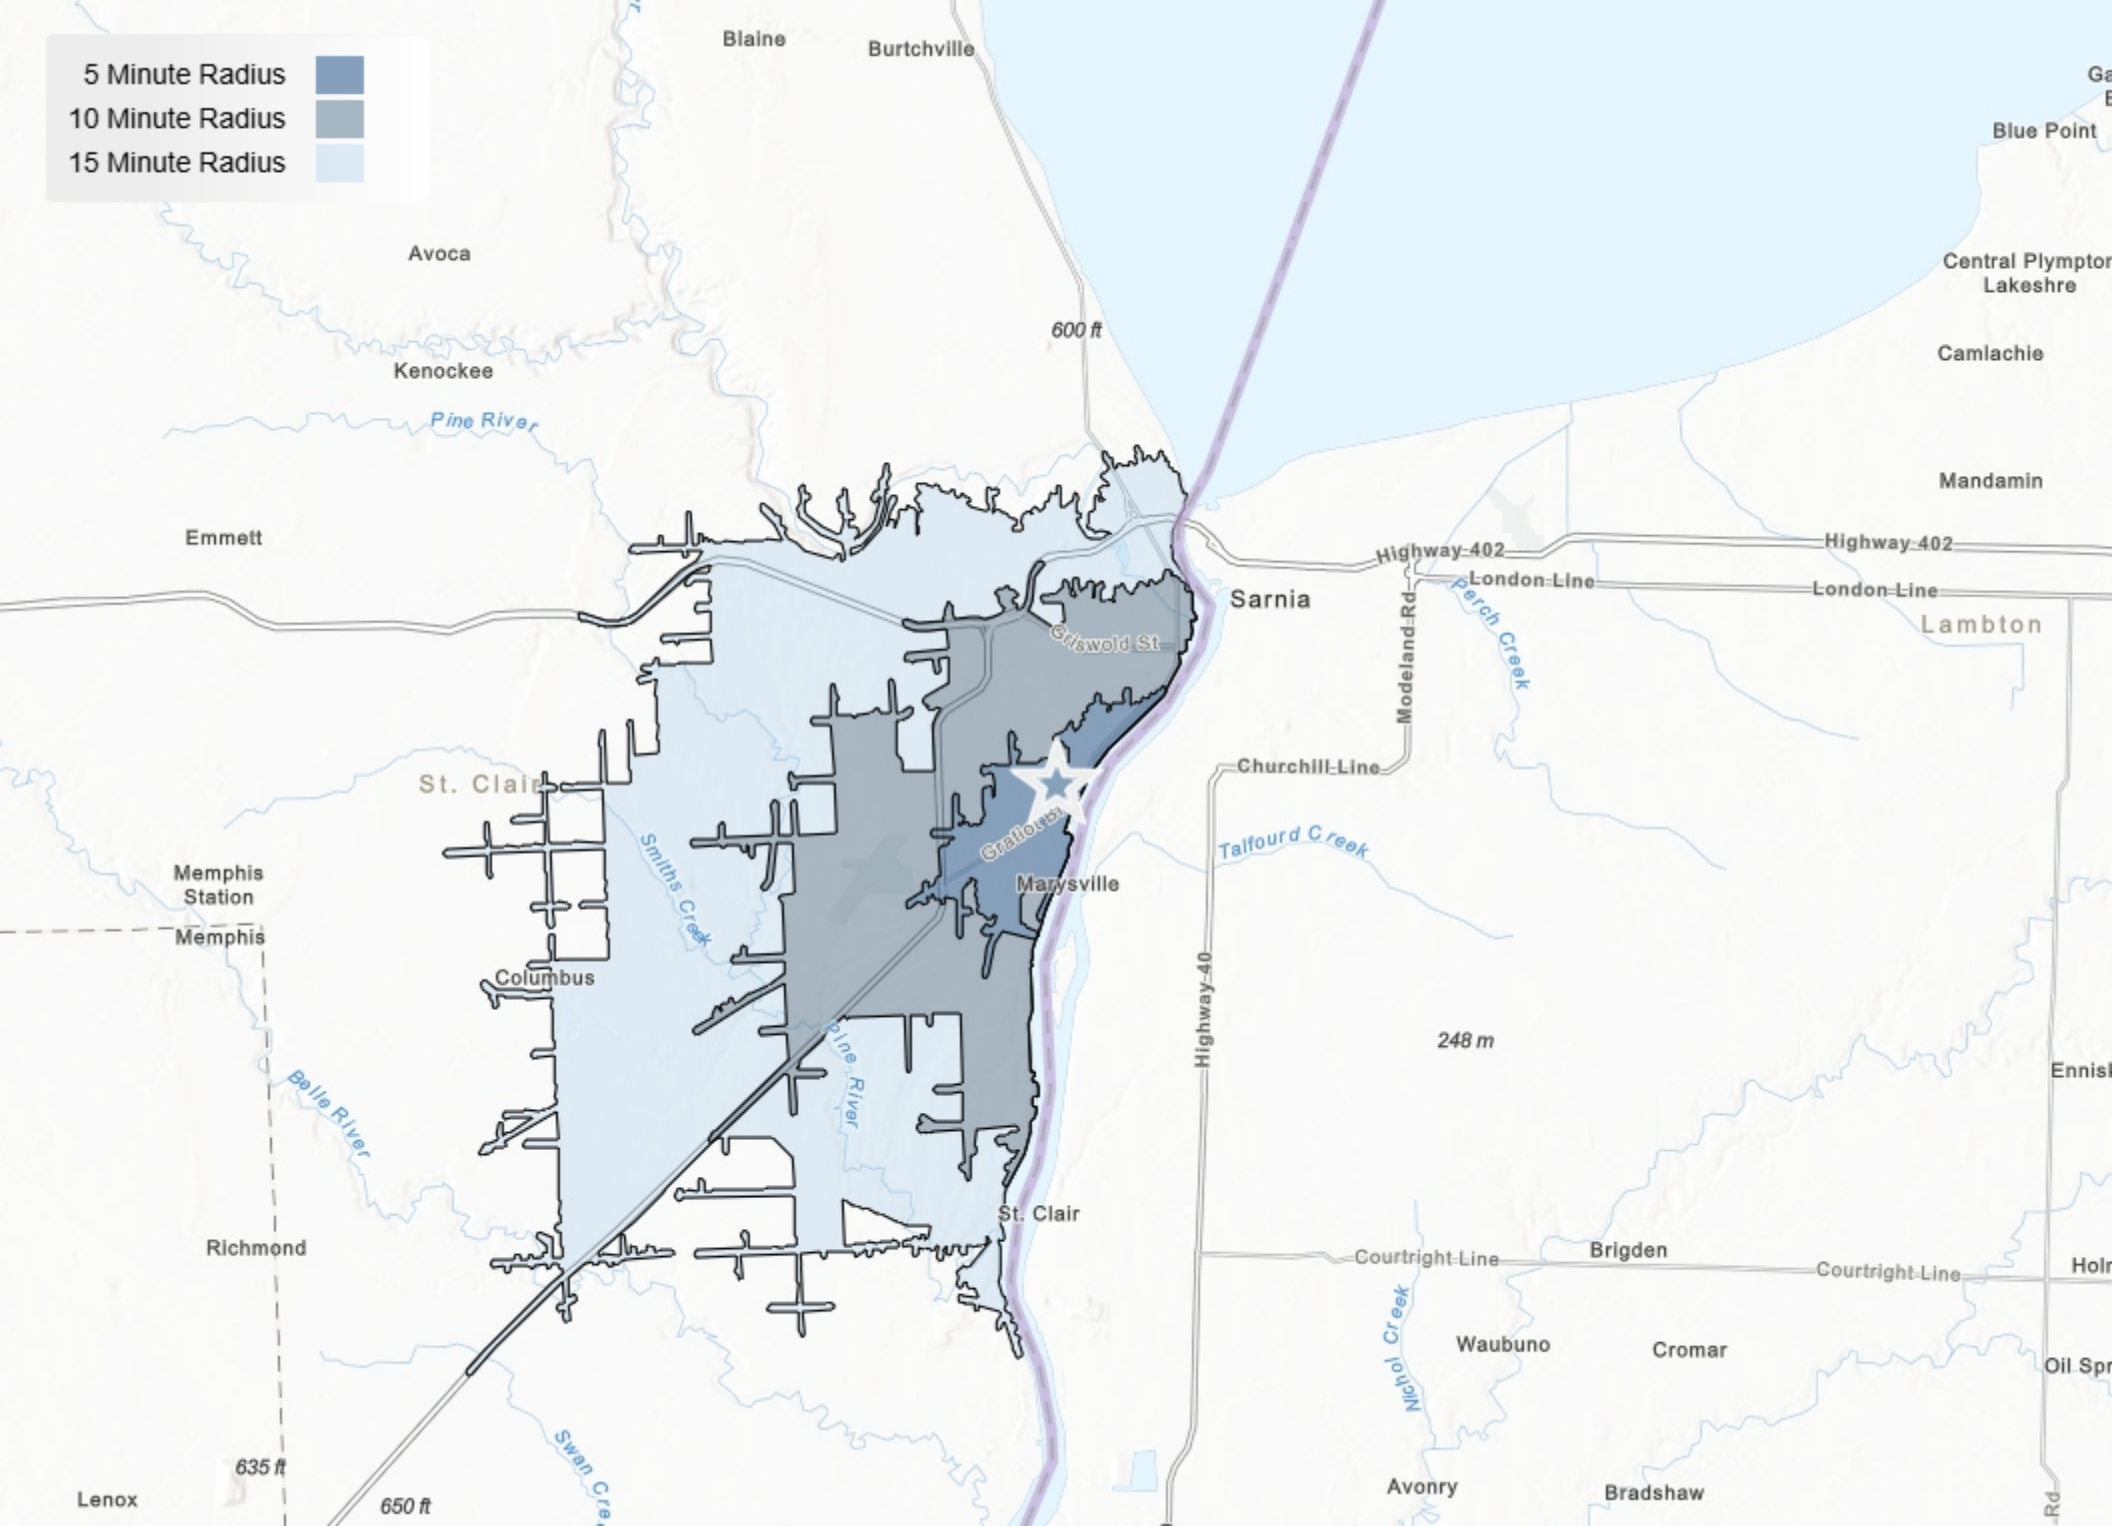 5 Minute Radius
10 Minute Radius
15 Minute Radius
Blaine
Burtchville
Blue Point
Avoca
Central Plympton
Lakeshre
600 ft
Camlachie
Kenockee
Pine River
Mandamin
Emmett
Highway 402
Highway 402
London Line
London Line
Sarnia
Perch Creek
Modeland Rd
Lambton
Griswold St
St. Clair
Churchill Line
Gratiot Bl
Talfourd Creek
Smiths Creek
Memphis
Station
Marysville
Memphis
Columbus
Highway 40
248 m
Pine River
Belle River
St. Clair
Richmond
Courtright Line
Brigden
Courtright Line
Nichol Creek
Waubuno
Cromar
Oil Spr
635 ft
Swan Cre
Lenox
650 ft
Avonry
Bradshaw
Rd